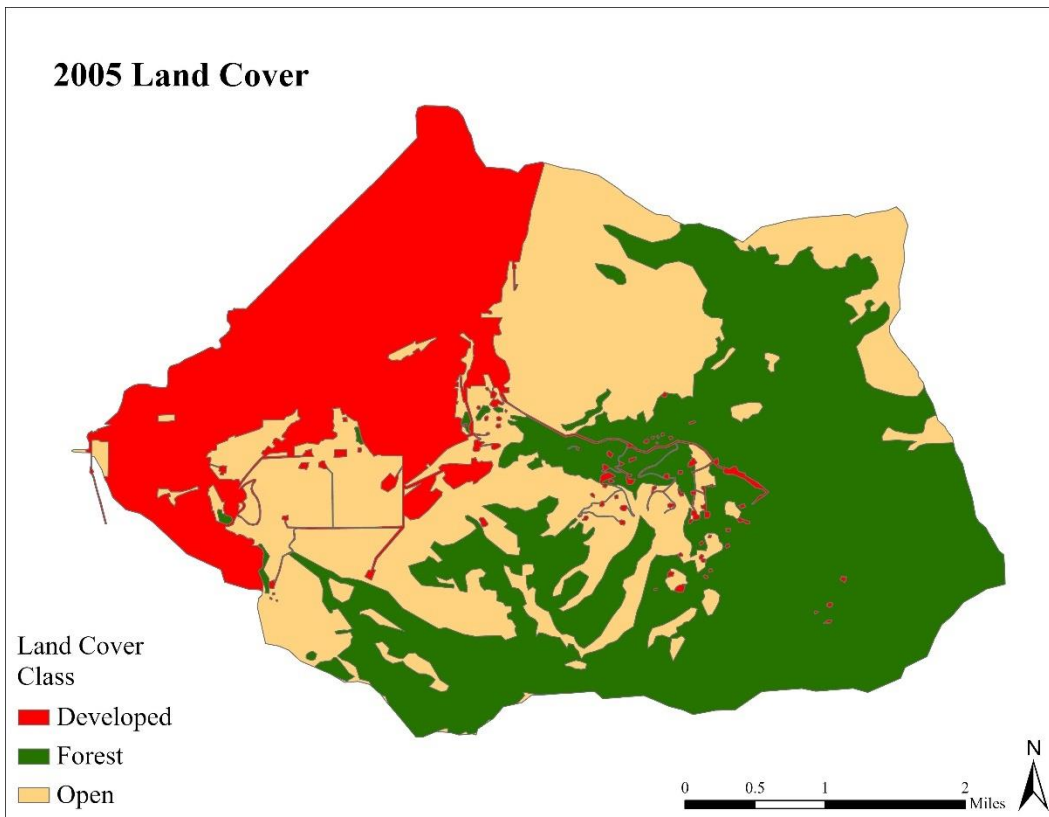 2005 Land Cover
Land Cover
Class
Developed
Forest
Open
N
0 0.5 1 2
Miles